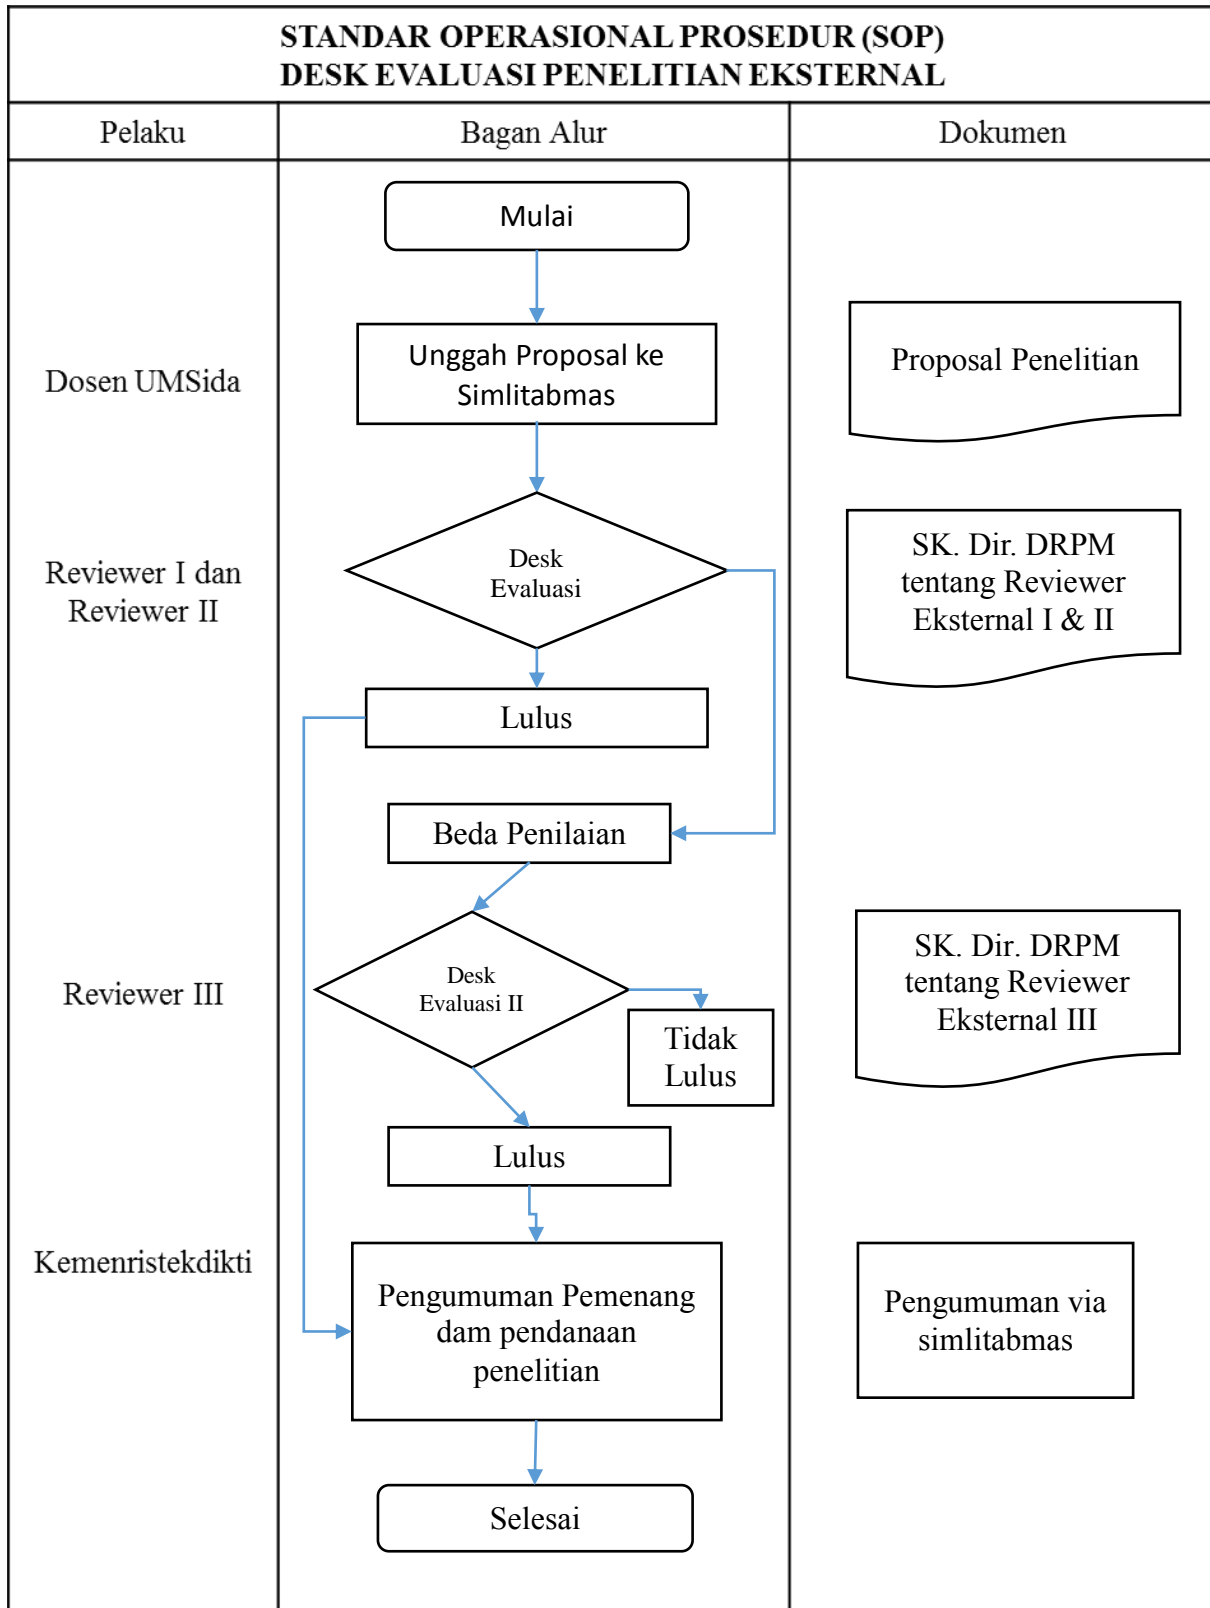 STANDAR OPERASIONAL PROSEDUR (SOP)
DESK EVALUASI PENELITIAN EKSTERNAL
Pelaku
Bagan Alur
Dokumen
Mulai
Dosen UMSida
Unggah Proposal ke
Simlitabmas
Proposal Penelitian
Reviewer I dan
Reviewer II
Desk
Evaluasi
SK. Dir. DRPM
tentang Reviewer
Eksternal I & II
Lulus
Beda Penilaian
Reviewer III
Desk
Evaluasi II
Tidak
Lulus
SK. Dir. DRPM
tentang Reviewer
Eksternal III
Lulus
Kemenristekdikti
Pengumuman Pemenang
dam pendanaan
penelitian
Pengumuman via
simlitabmas
Selesai